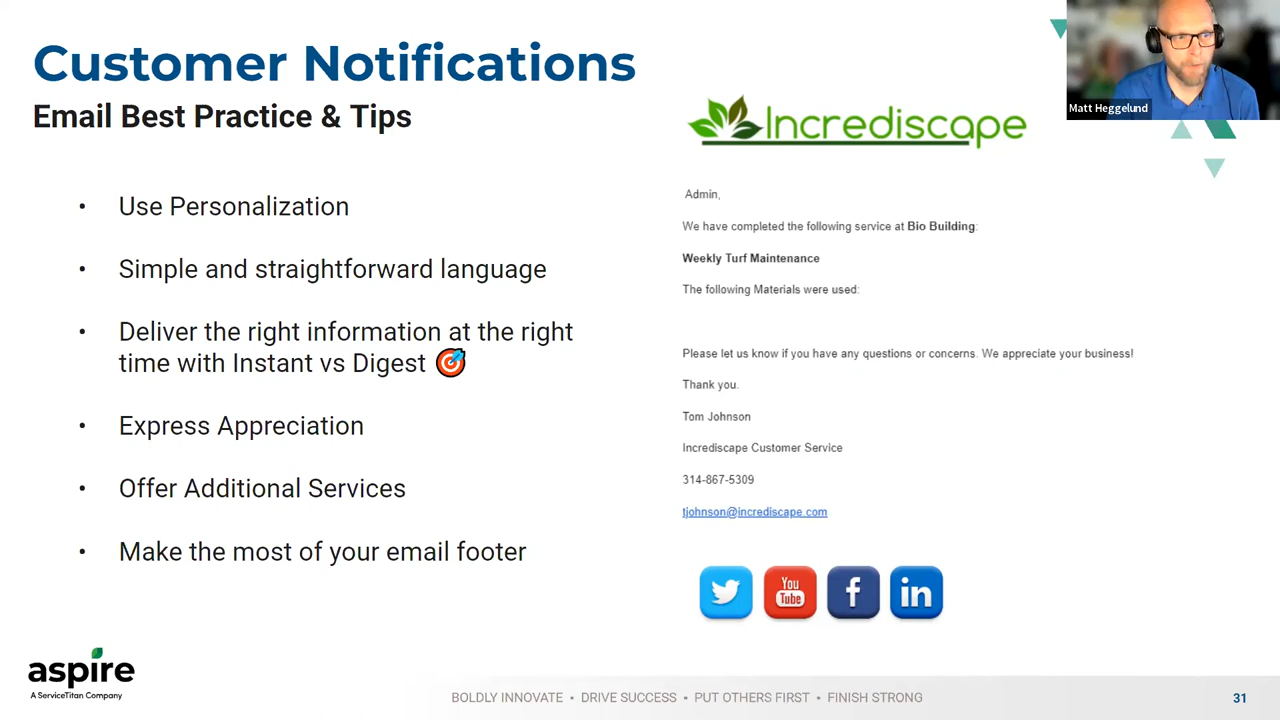 Customer Notifications
Email Best Practice & Tips
• Use Personalization
• Simple and straightforward language
• Deliver the right information at the right
time with Instant vs Digest
• Express Appreciation
• Offer Additional Services
• Make the most of your email footer
Incrediscape
Admin,
We have completed the following service at Bio Building:
Weekly Turf Maintenance
The following Materials were used:
Please let us know if you have any questions or concerns. We appreciate your business!
Thank you.
Tom Johnson
Incrediscape Customer Service
314-867-5309
tjohnson@incrediscape.com
You
Tube
f
in
Matt Heggelund
aspire
A ServiceTitan Company
BOLDLY INNOVATE • DRIVE SUCCESS • PUT OTHERS FIRST • FINISH STRONG
31